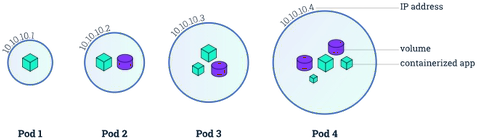 10.10.10.1
10.10.10.2
10.10.10.3
10.10.10.4
IP address
volume
containerized app
Pod 1
Pod 2
Pod 3
Pod 4